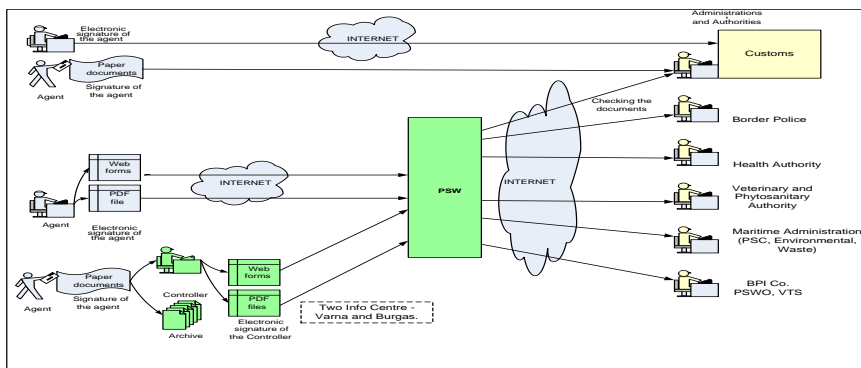 Administrations
and Authorities
Electronic
signature of
the agent
INTERNET
Customs
Paper
documents
Signature of
the agent
Agent
Checking the
documents
Border Police
Web
forms
PSW
Health Authority
INTERNET
INTERNET
PDF
file
Veterinary and
Phytosanitary
Authority
Agent
Electronic
signature of
the agent
Maritime Administration
(PSC, Environmental,
Waste)
Paper
documents
Web
forms
Signature of
the agent
Controller
BPI Co.
PSWO, VTS
Agent
PDF
files
Two Info Centre -
Varna and Burgas.
Electronic
signature of
the Controller
Archive